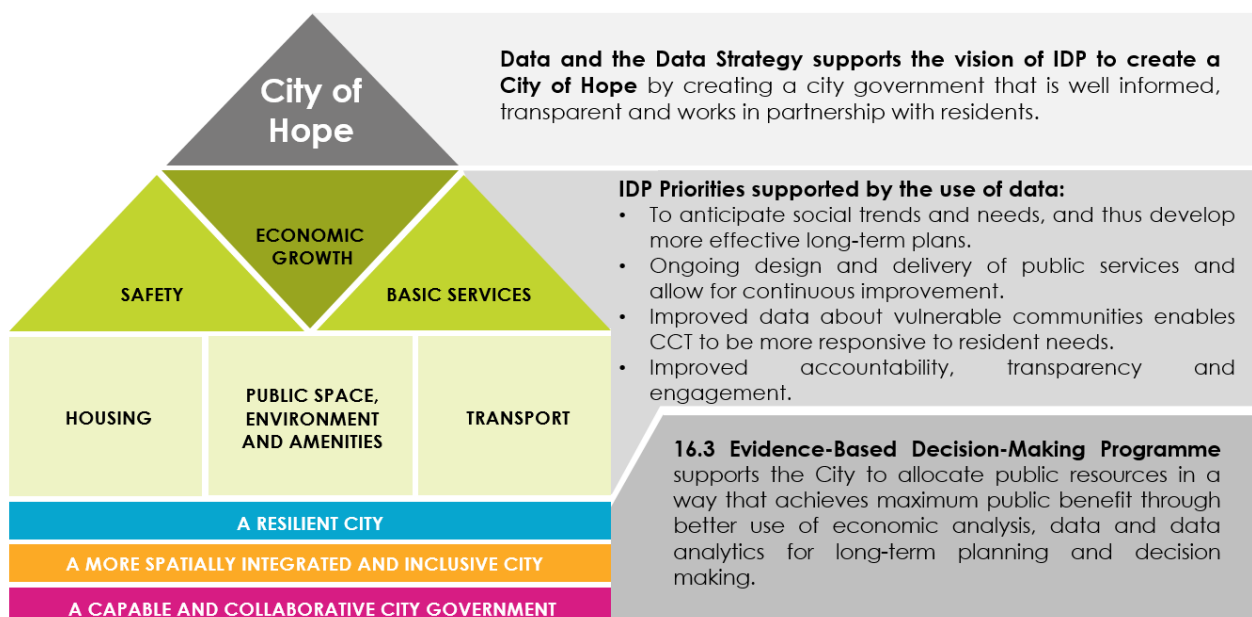 City of
Hope
Data and the Data Strategy supports the vision of IDP to create a
City of Hope by creating a city government that is well informed,
transparent and works in partnership with residents.
ECONOMIC
GROWTH
SAFETY
BASIC SERVICES
IDP Priorities supported by the use of data:
• To anticipate social trends and needs, and thus develop
more effective long-term plans.
• Ongoing design and delivery of public services and
allow for continuous improvement.
• Improved data about vulnerable communities enables
CCT to be more responsive to resident needs.
• Improved accountability, transparency and
engagement.
HOUSING
PUBLIC SPACE,
ENVIRONMENT
AND AMENITIES
TRANSPORT
16.3 Evidence-Based Decision-Making Programme
supports the City to allocate public resources in a
way that achieves maximum public benefit through
better use of economic analysis, data and data
analytics for long-term planning and decision
making.
A RESILIENT CITY
A MORE SPATIALLY INTEGRATED AND INCLUSIVE CITY
A CAPABLE AND COLLABORATIVE CITY GOVERNMENT